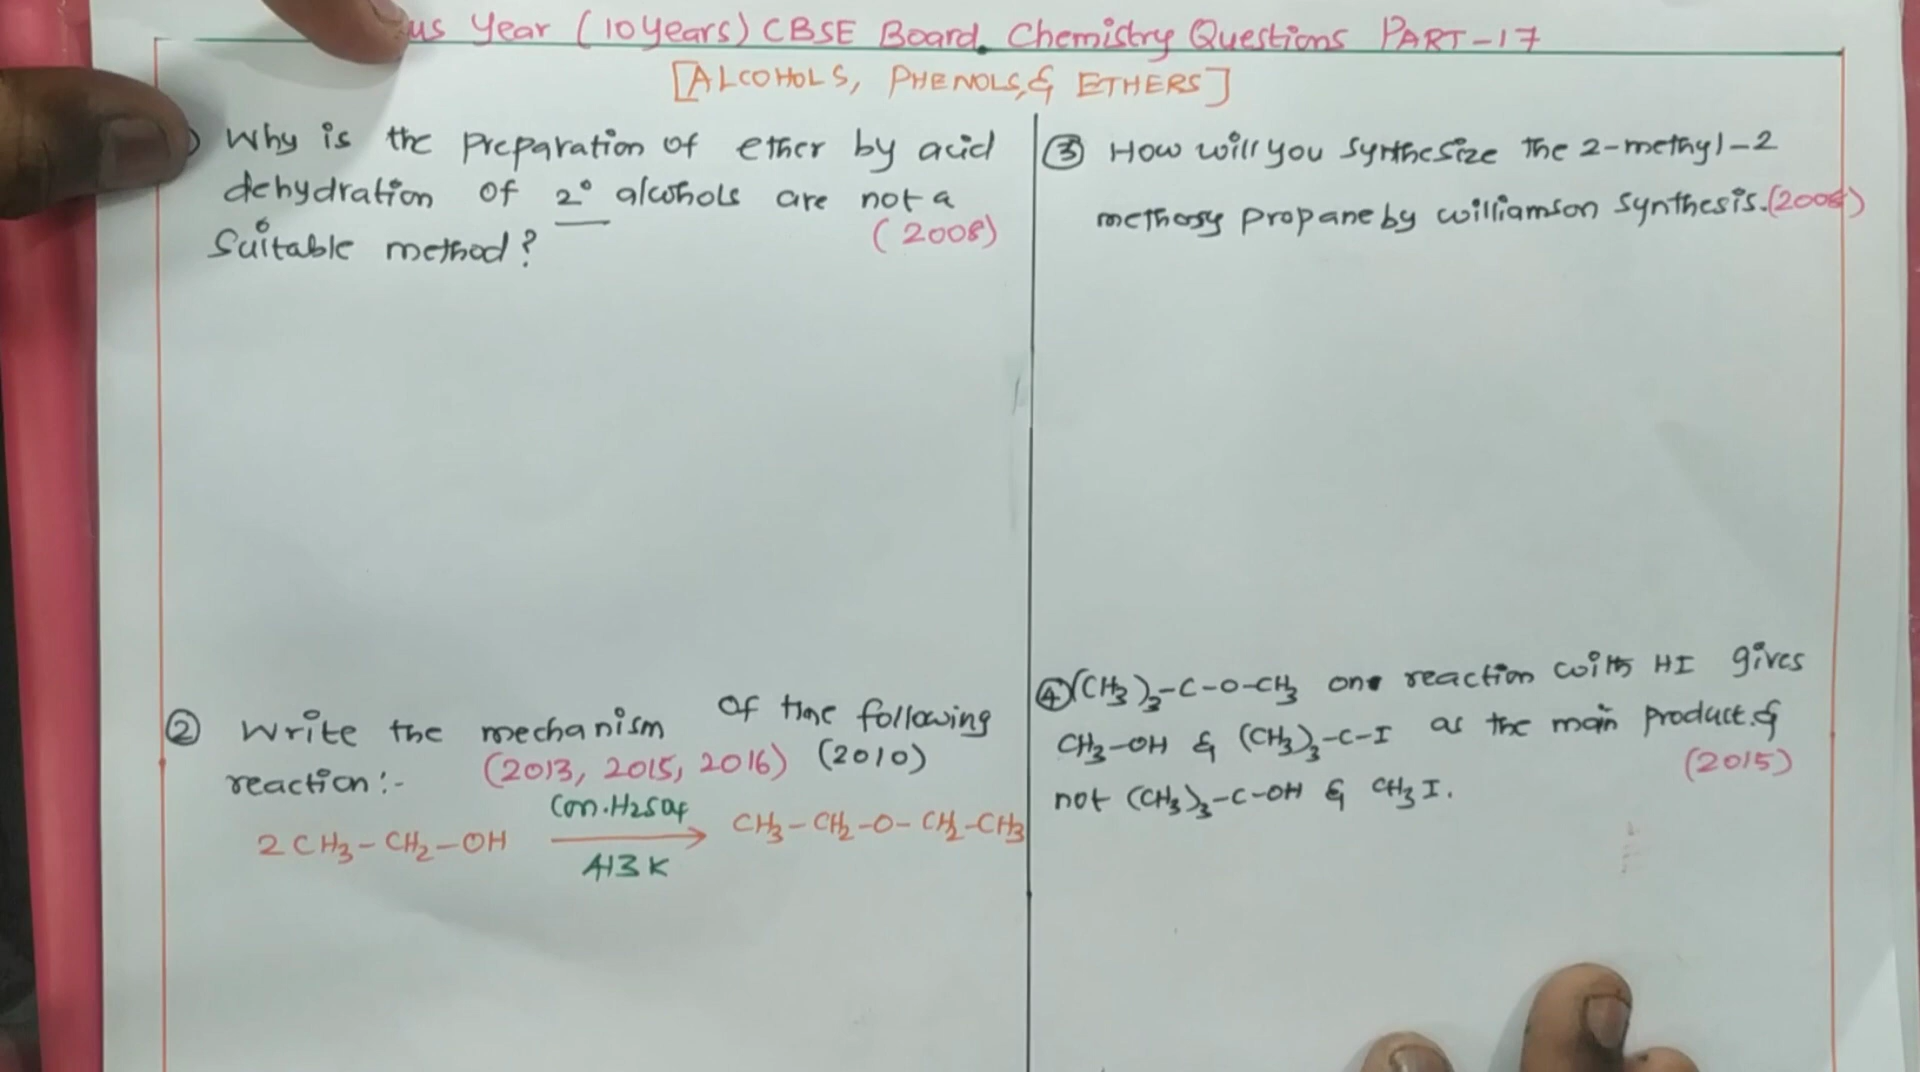 us Year (10 years) CBSE Board Chemistry Questions PART-17
[ALCOHOLS, PHENOLS, & ETHERS]
Why is the preparation of ether by acid
dehydration of 2° alcohols are not a
Suitable method? (2008)
② Write the mechanism of the following
reaction:- (2013, 2015, 2016) (2010)
2CH3-CH2-OH Con.H2SO4 413 K CH3-CH2-O-CH2-CH3
③ How will you synthesize the 2-methyl-2
methoxy propane by williamson synthesis. (2008)
④ (CH3)3-C-O-CH3 on reaction with HI gives
CH3-OH & (CH3)3-C-I as the main product &
(2015)
not (CH3)3-C-OH & CH3I.